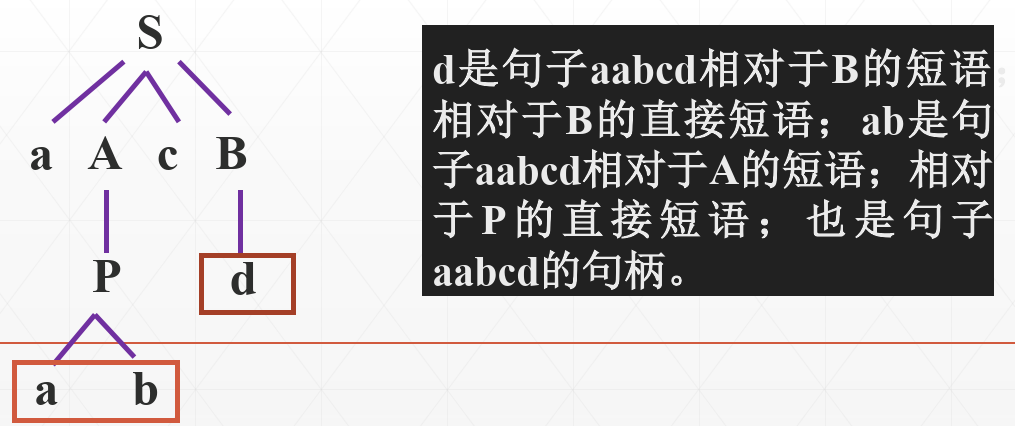 S
a A c B
P
d
a b
d是句子aabcd相对于B的短语;
相对于B的直接短语；ab是句
子aabcd相对于A的短语；相对
于P的直接短语；也是句子
aabcd的句柄。